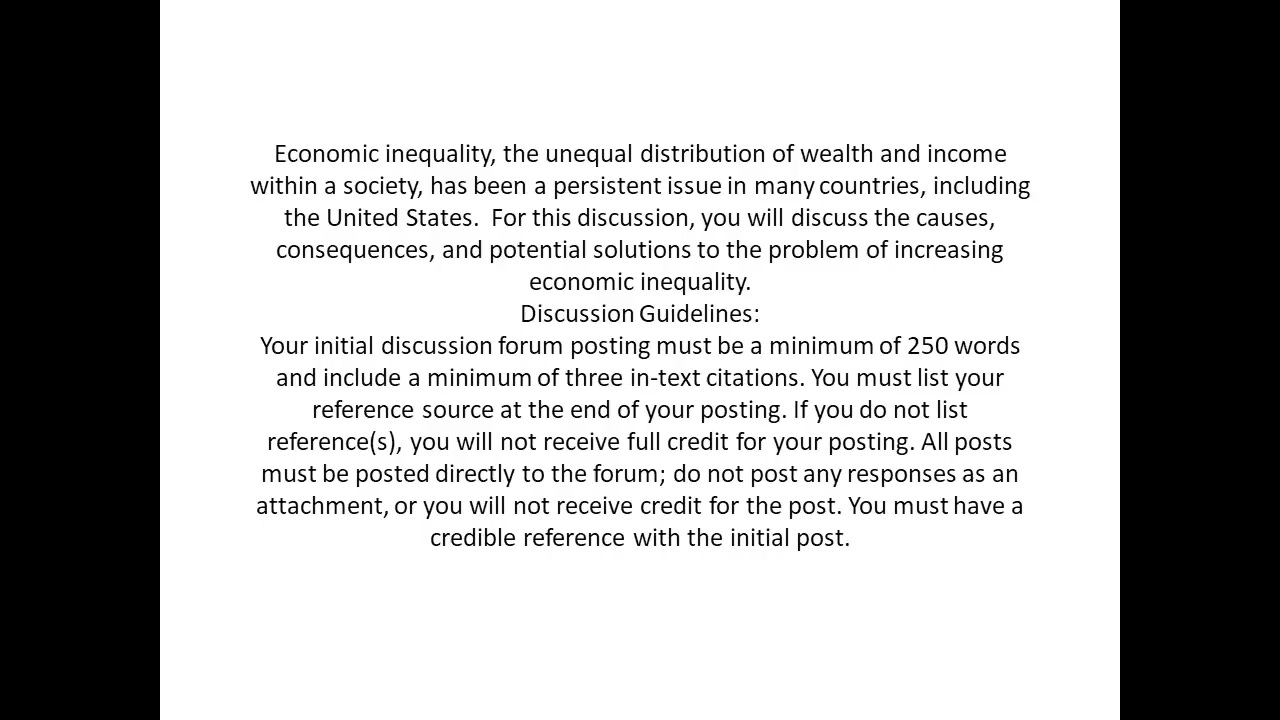 Economic inequality, the unequal distribution of wealth and income
within a society, has been a persistent issue in many countries, including
the United States.  For this discussion, you will discuss the causes,
consequences, and potential solutions to the problem of increasing
economic inequality.
Discussion Guidelines:
Your initial discussion forum posting must be a minimum of 250 words
and include a minimum of three in-text citations. You must list your
reference source at the end of your posting. If you do not list
reference(s), you will not receive full credit for your posting. All posts
must be posted directly to the forum; do not post any responses as an
attachment, or you will not receive credit for the post. You must have a
credible reference with the initial post.